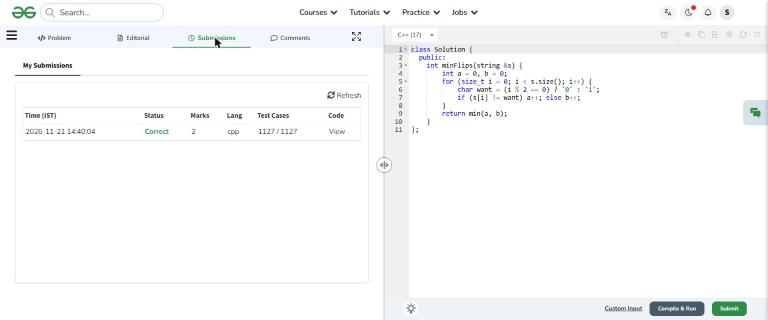 Search...
Courses
Tutorials
Practice
Jobs
S
Problem
Editorial
Submissions
Comments
C++ (17)
My Submissions
Refresh
Time (IST) Status Marks Lang Test Cases Code
2026-11-21 14:40:04 Correct 2 cpp 1127 / 1127 View
1 class Solution {
2 public:
3 int minFlips(string &s) {
4 int a = 0, b = 0;
5 for (size_t i = 0; i < s.size(); i++) {
6 char want = (i % 2 == 0) ? '0' : '1';
7 if (s[i] != want) a++; else b++;
8 }
9 return min(a, b);
10 }
11 };
Custom Input
Compile & Run
Submit